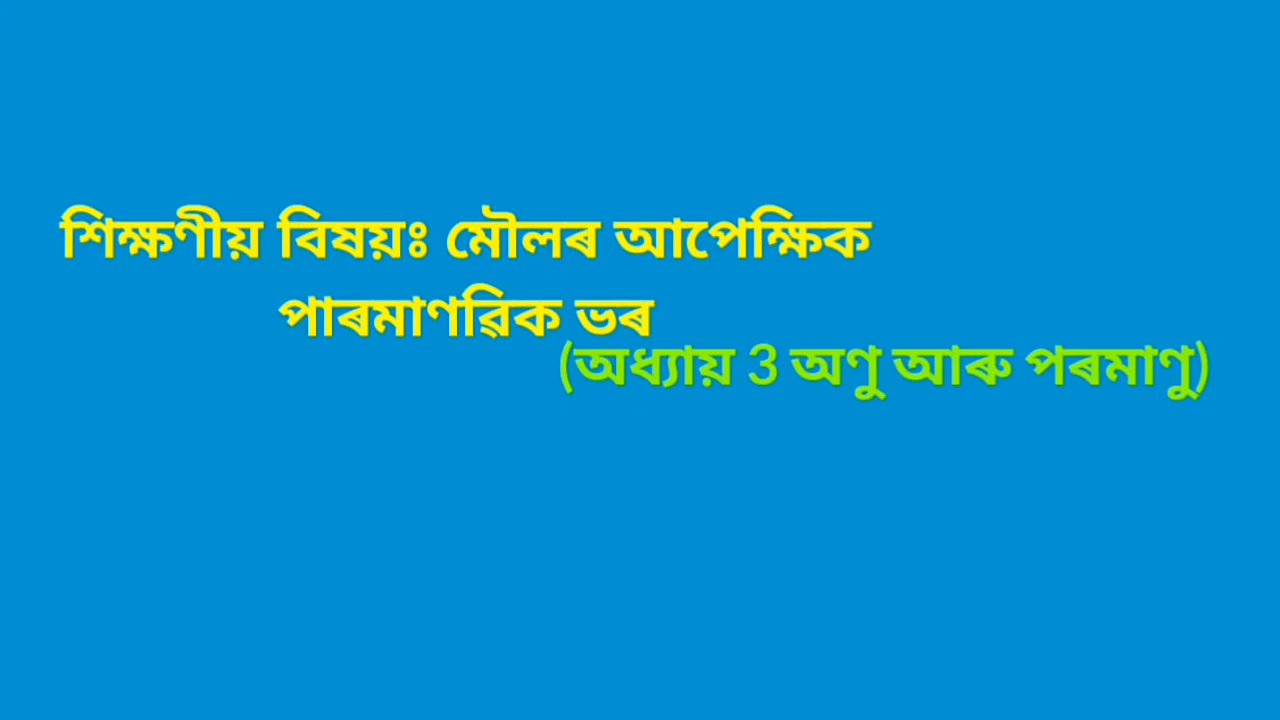 শিক্ষণীয় বিষয়ঃ মৌলৰ আপেক্ষিক
পাৰমাণৱিক ভৰ
(অধ্যায় 3 অণু আৰু পৰমাণু)